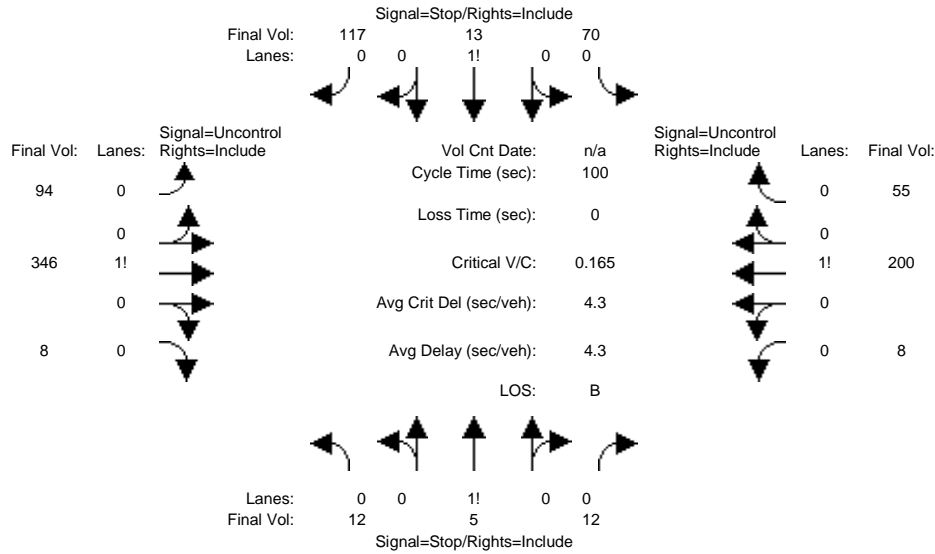 Signal=Stop/Rights=Include
Final Vol: 117 13 70
Lanes: 0 0 1! 0 0
Signal=Uncontrol
Final Vol: Lanes: Rights=Include
Vol Cnt Date: n/a
Signal=Uncontrol
Rights=Include Lanes: Final Vol:
Cycle Time (sec): 100
94 0
0 55
Loss Time (sec): 0
0
0
346 1!
Critical V/C: 0.165
1! 200
0
Avg Crit Del (sec/veh): 4.3
0
8 0
Avg Delay (sec/veh): 4.3
0 8
LOS: B
Lanes: 0 0 1! 0 0
Final Vol: 12 5 12
Signal=Stop/Rights=Include